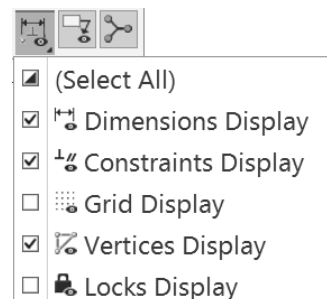 (Select All)
Dimensions Display
Constraints Display
Grid Display
Vertices Display
Locks Display